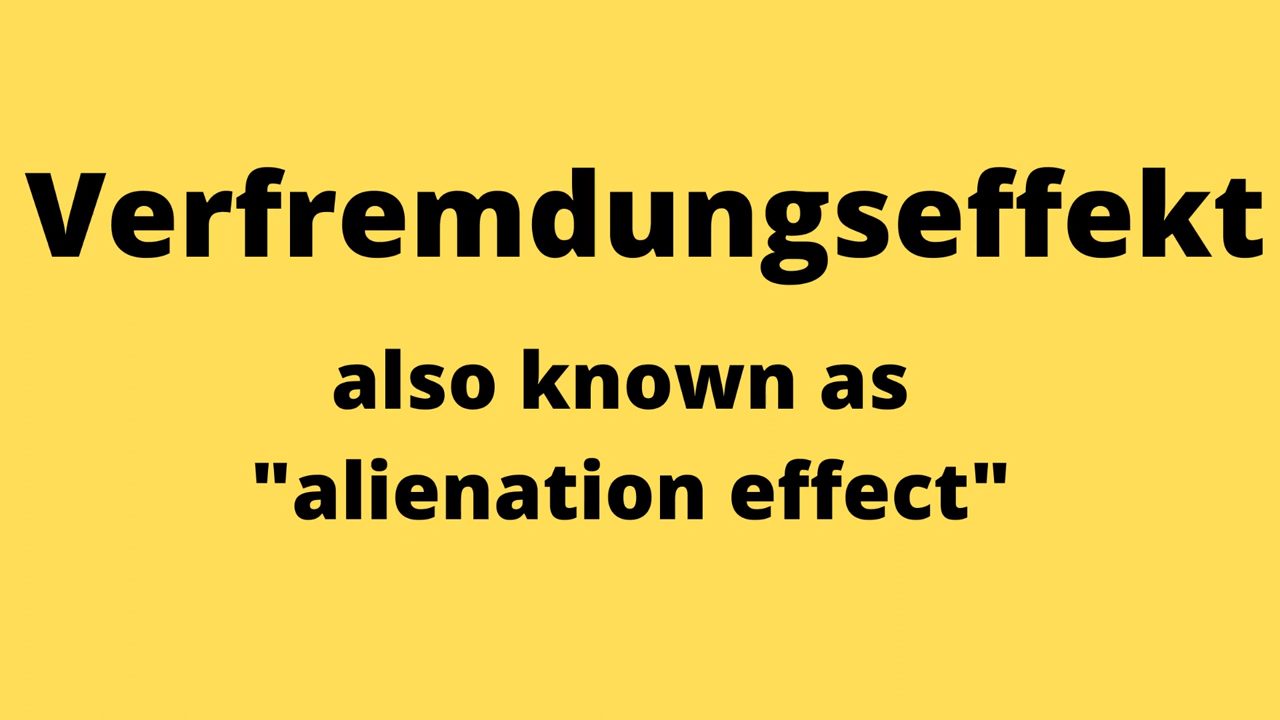 Verfremdungseffekt
also known as
"alienation effect"